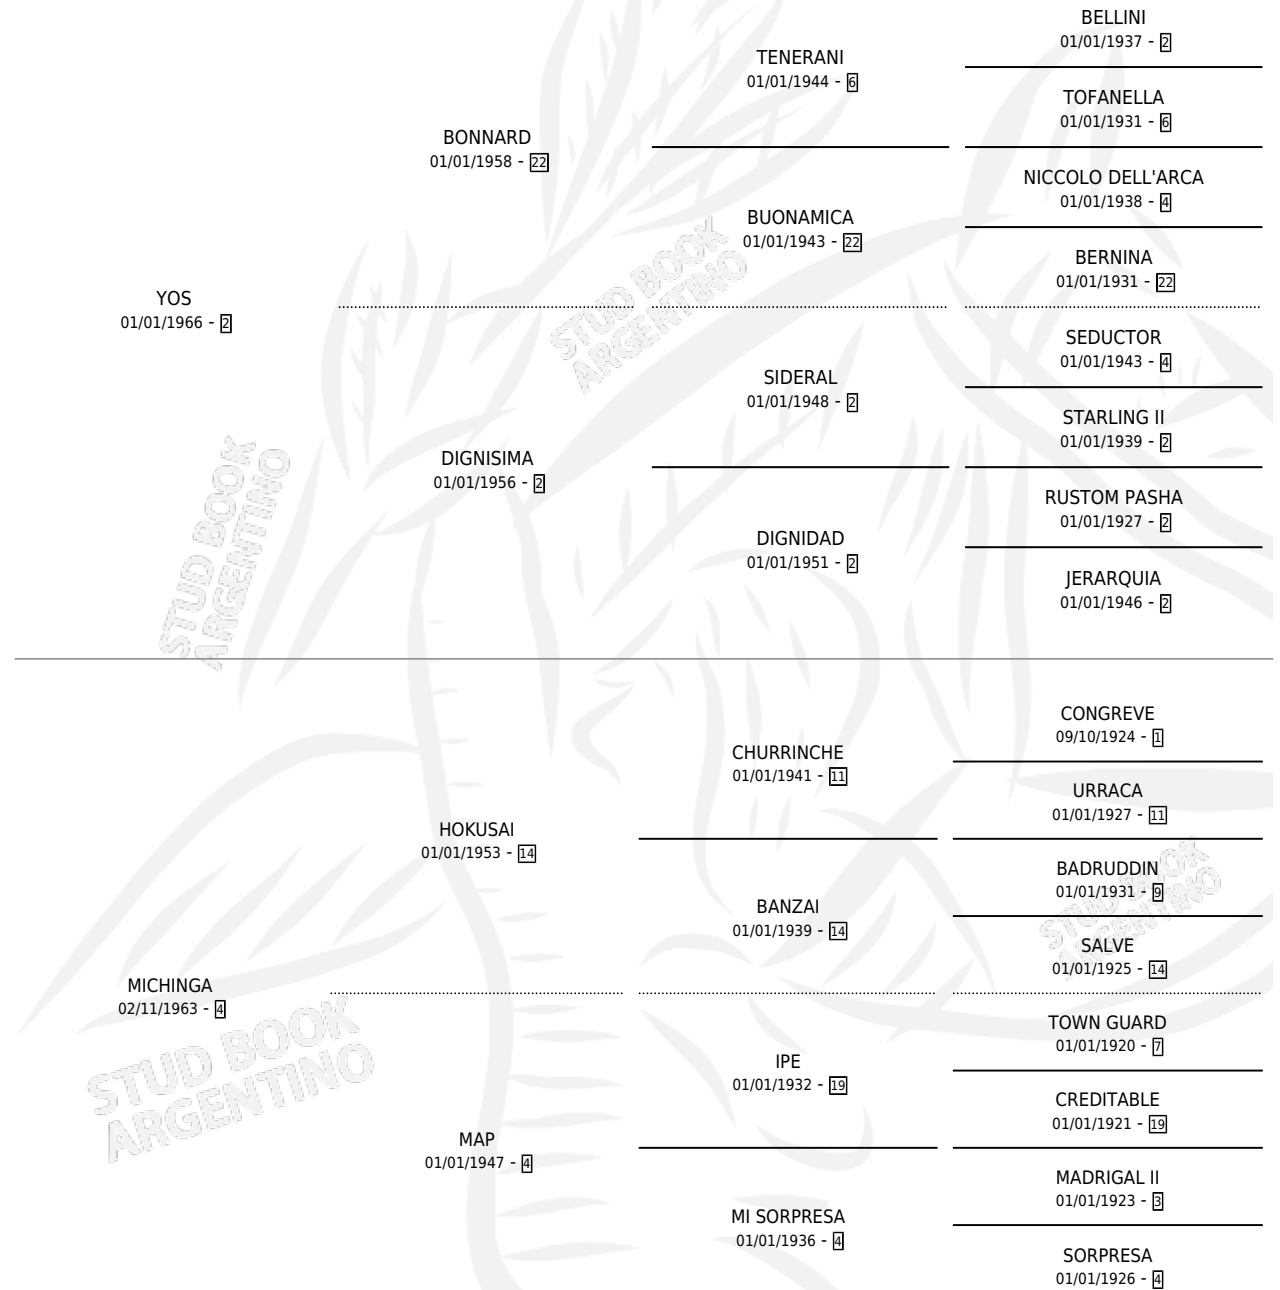 BELLINI
01/01/1937 - 2
TENERANI
01/01/1944 - 6
TOFANELLA
01/01/1931 - 6
BONNARD
01/01/1958 - 22
NICCOLO DELL'ARCA
01/01/1938 - 4
BUONAMICA
01/01/1943 - 22
BERNINA
01/01/1931 - 22
YOS
01/01/1966 - 2
SEDUCTOR
01/01/1943 - 4
SIDERAL
01/01/1948 - 2
STARLING II
01/01/1939 - 2
DIGNISIMA
01/01/1956 - 2
RUSTOM PASHA
01/01/1927 - 2
DIGNIDAD
01/01/1951 - 2
JERARQUIA
01/01/1946 - 2
CONGREVE
09/10/1924 - 1
CHURRINCHE
01/01/1941 - 11
URRACA
01/01/1927 - 11
HOKUSAI
01/01/1953 - 14
BADRUDDIN
01/01/1931 - 9
BANZAI
01/01/1939 - 14
SALVE
01/01/1925 - 14
MICHINGA
02/11/1963 - 4
TOWN GUARD
01/01/1920 - 7
IPE
01/01/1932 - 19
CREDITABLE
01/01/1921 - 19
MAP
01/01/1947 - 4
MADRIGAL II
01/01/1923 - 3
MI SORPRESA
01/01/1936 - 4
SORPRESA
01/01/1926 - 4
STUD BOOK
ARGENTINO
STUD BOOK
ARGENTINO
STUD BOOK
ARGENTINO
STUD BOOK
ARGENTINO